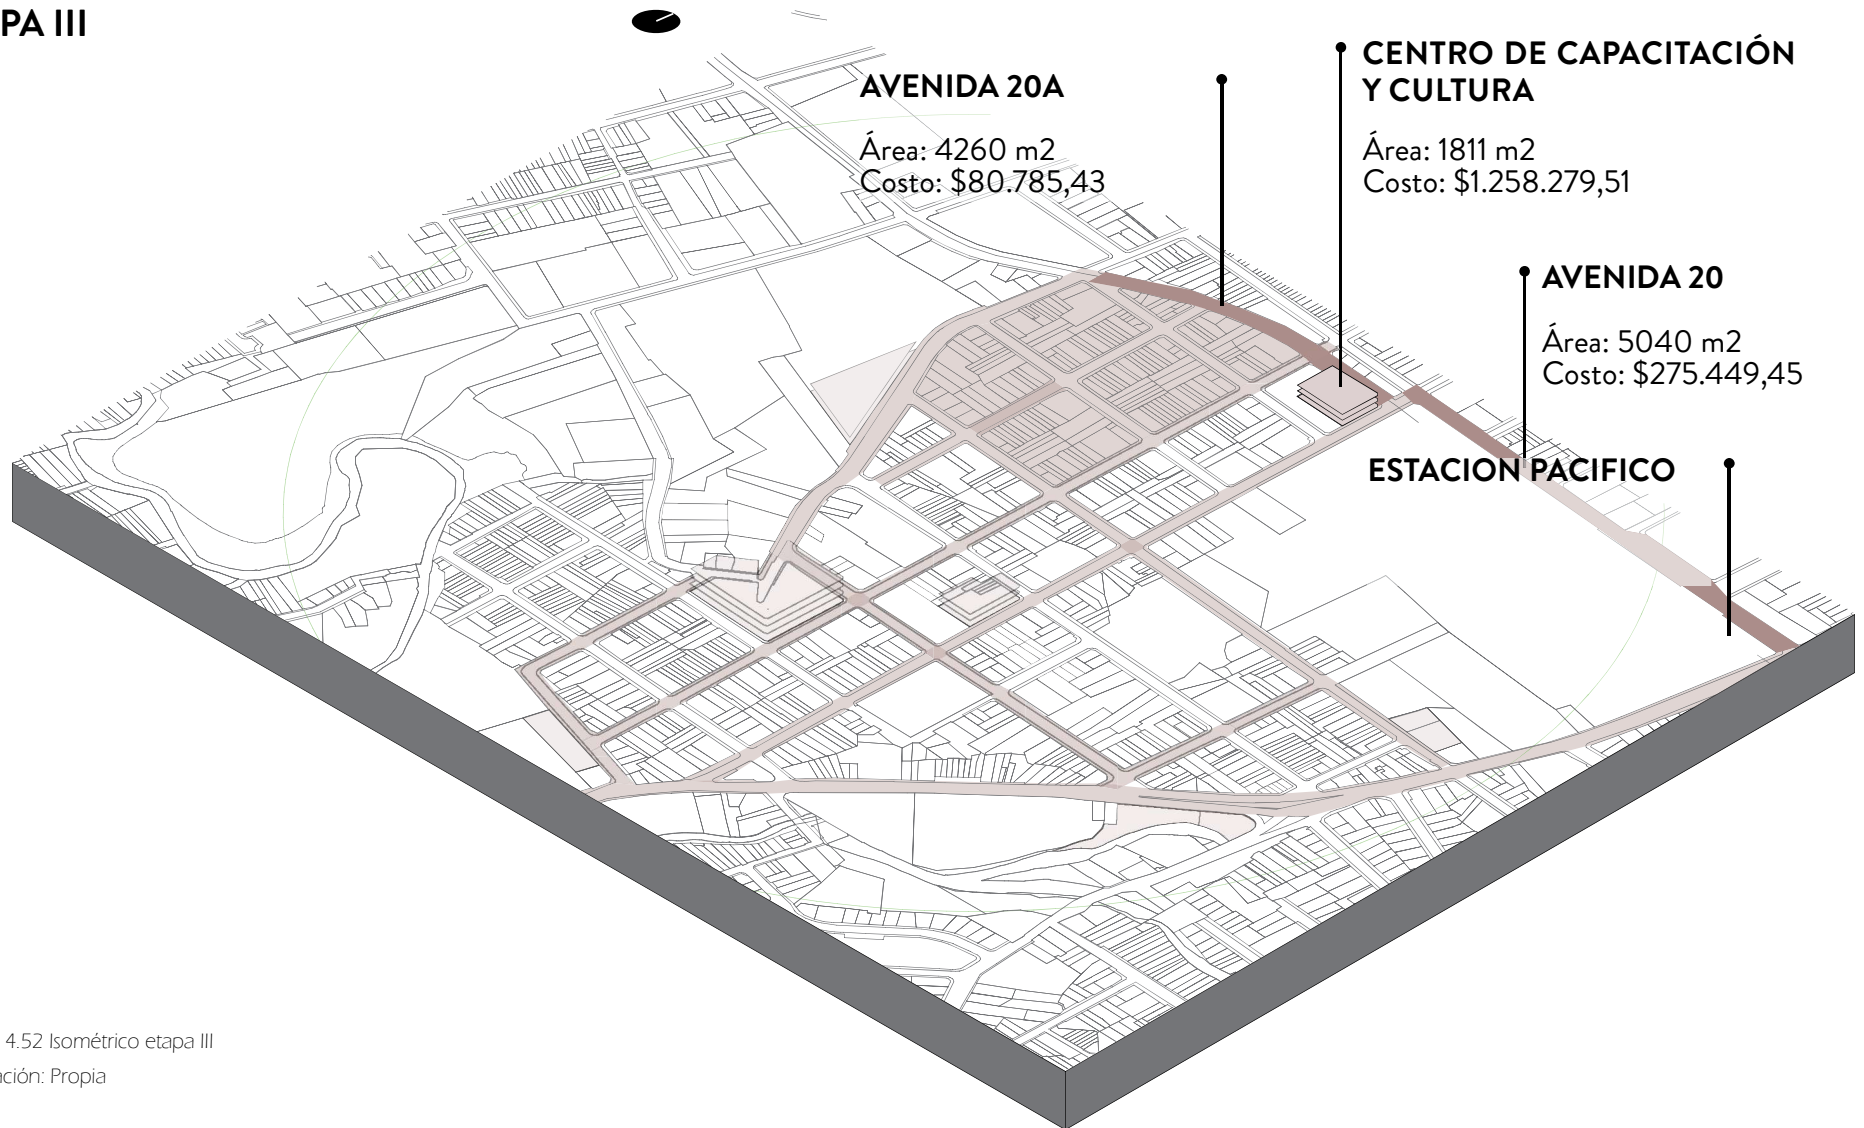 PA III
AVENIDA 20A
Área: 4260 m2
Costo: $80.785,43
CENTRO DE CAPACITACIÓN
Y CULTURA
Área: 1811 m2
Costo: $1.258.279,51
AVENIDA 20
Área: 5040 m2
Costo: $275.449,45
ESTACION PACIFICO
4.52 Isométrico etapa III
ación: Propia